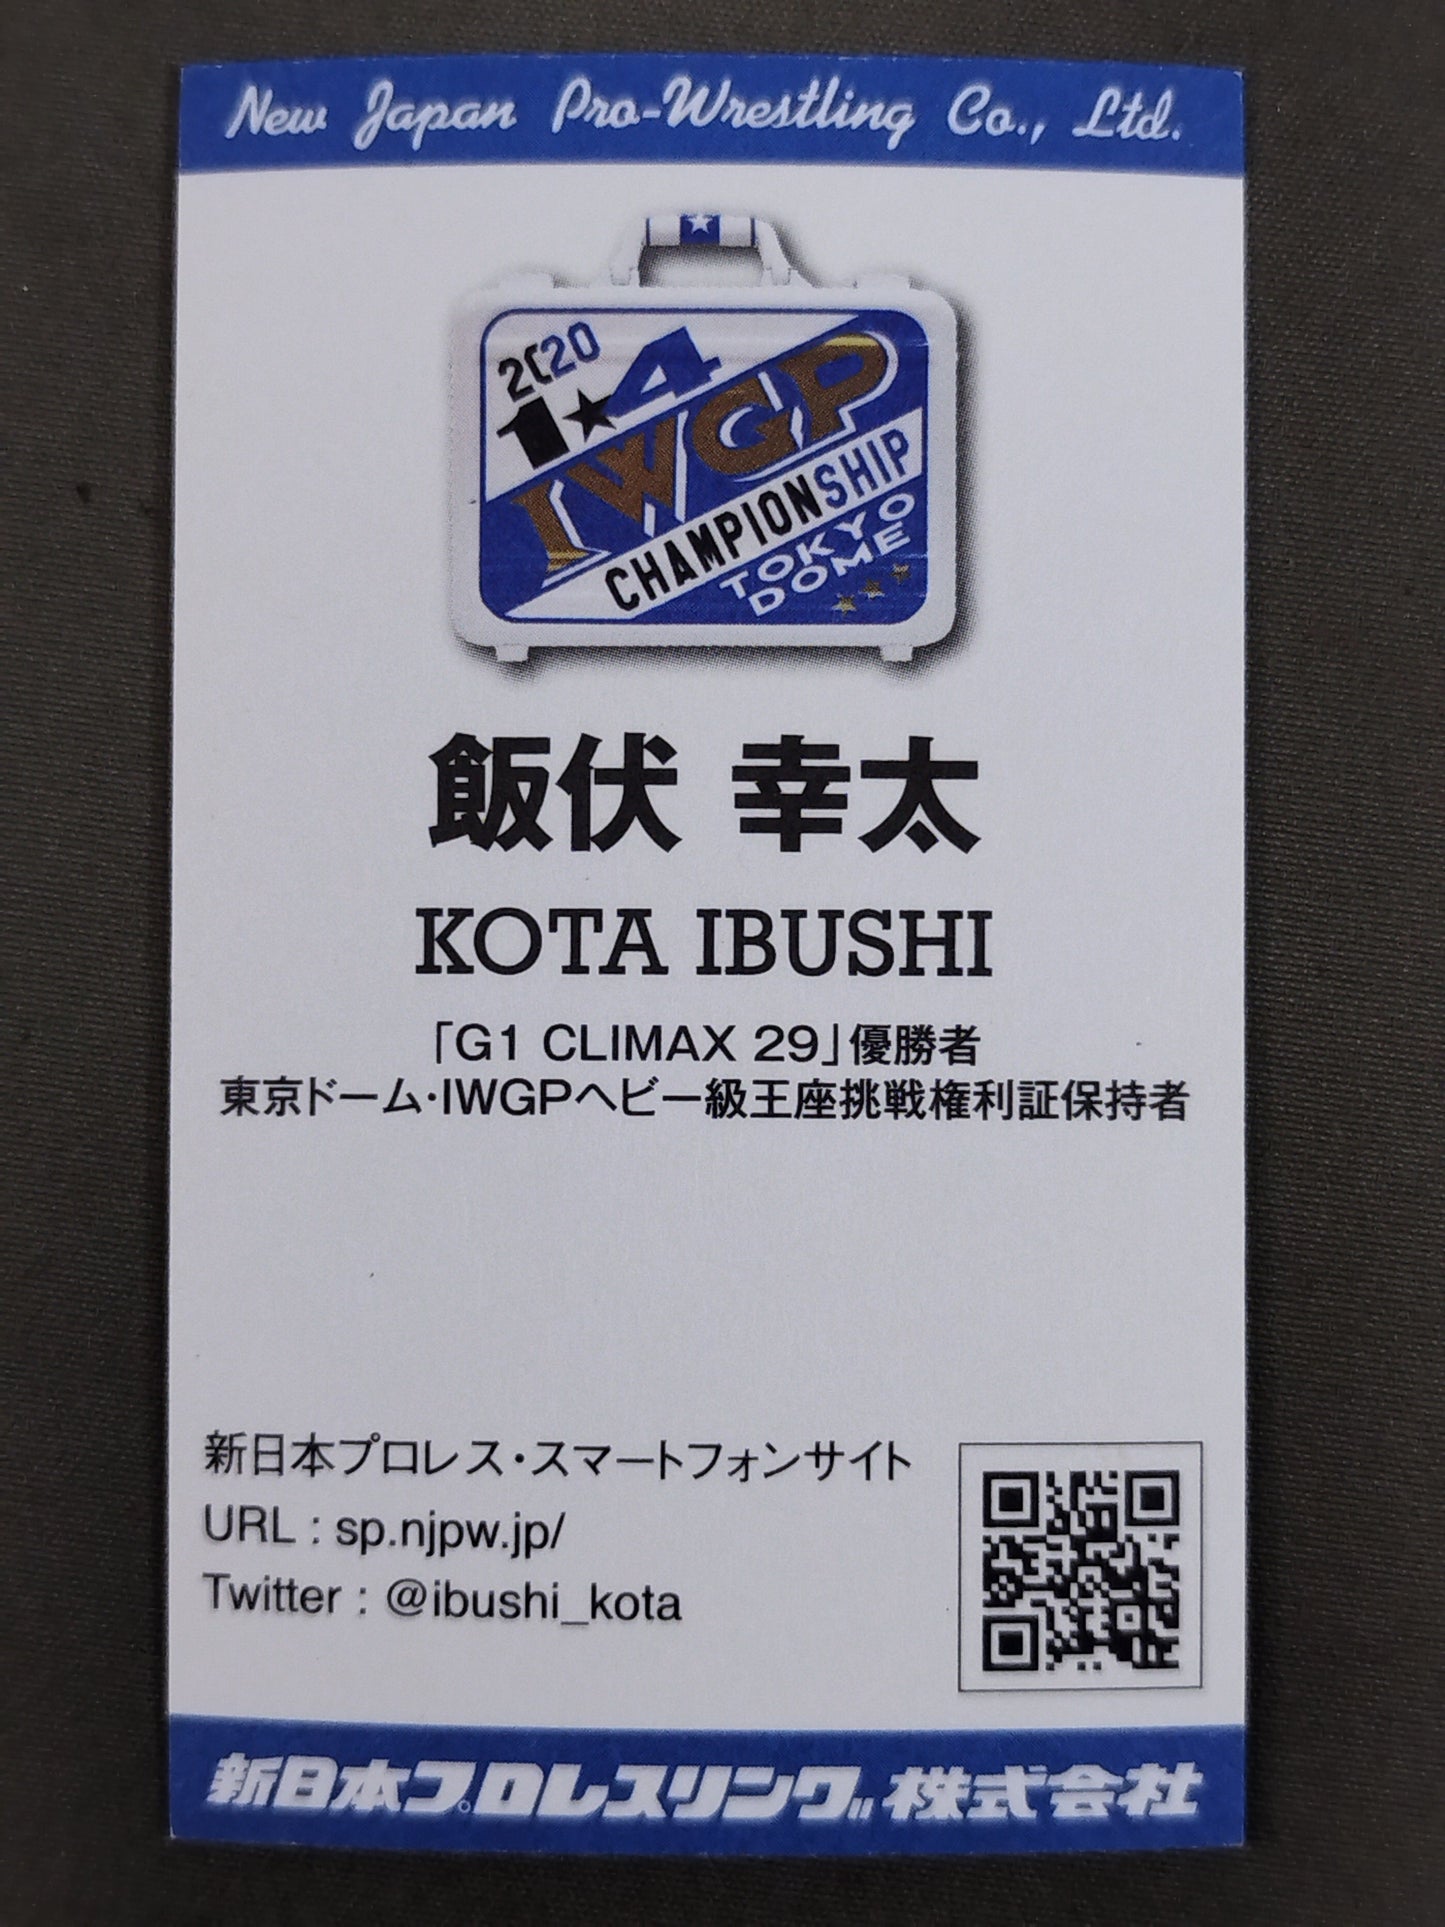 New Japan Pro-Wrestling Co., Ltd.
2020
1★4
IWGP
CHAMPIONSHIP
TOKYO
DOME
飯伏 幸太
KOTA IBUSHI
「G1 CLIMAX 29」優勝者
東京ドーム・IWGPヘビー級王座挑戦権利証保持者
新日本プロレス・スマートフォンサイト
URL : sp.njpw.jp/
Twitter : @ibushi_kota
新日本プロレスリング株式会社